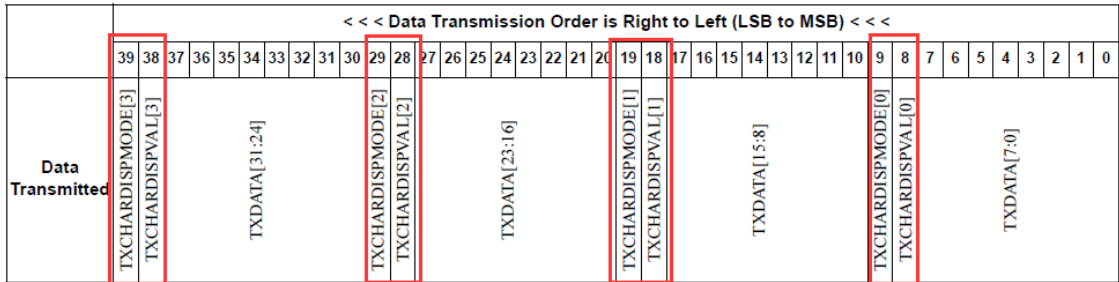 < < < Data Transmission Order is Right to Left (LSB to MSB) < < <
39 38 37 36 35 34 33 32 31 30 29 28 27 26 25 24 23 22 21 20 19 18 17 16 15 14 13 12 11 10 9 8 7 6 5 4 3 2 1 0
Data
Transmitted
TXCHARDISPMODE[3]
TXCHARDISPVAL[3]
TXDATA[31:24]
TXCHARDISPMODE[2]
TXCHARDISPVAL[2]
TXDATA[23:16]
TXCHARDISPMODE[1]
TXCHARDISPVAL[1]
TXDATA[15:8]
TXCHARDISPMODE[0]
TXCHARDISPVAL[0]
TXDATA[7:0]